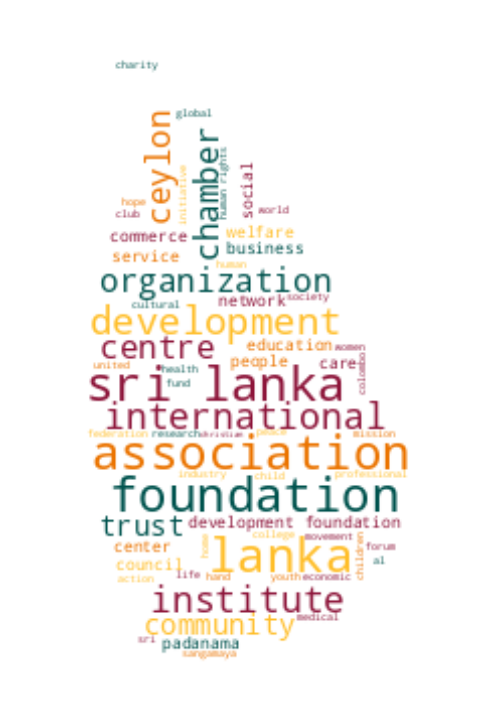 charity
global
ceylon
chamber
human rights
initiative
social
hope
club
world
commerce
welfare
service
business
human
organization
cultural
network
society
development
centre
education
women
united
health
people
care
colombo
fund
sri lanka
international
federation
research
christian
peace
mission
association
industry
child
professional
foundation
trust
development foundation
center
home
college
movement
children
forum
lanka
council
al
action
life
hand
youth
economic
institute
community
medical
sri
padanama
sangamaya